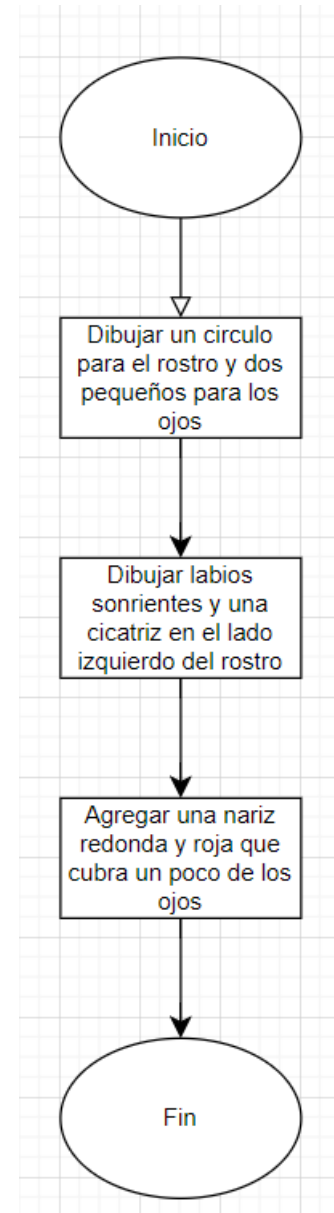 Inicio
Dibujar un circulo
para el rostro y dos
pequeños para los
ojos
Dibujar labios
sonrientes y una
cicatriz en el lado
izquierdo del rostro
Agregar una nariz
redonda y roja que
cubra un poco de los
ojos
Fin